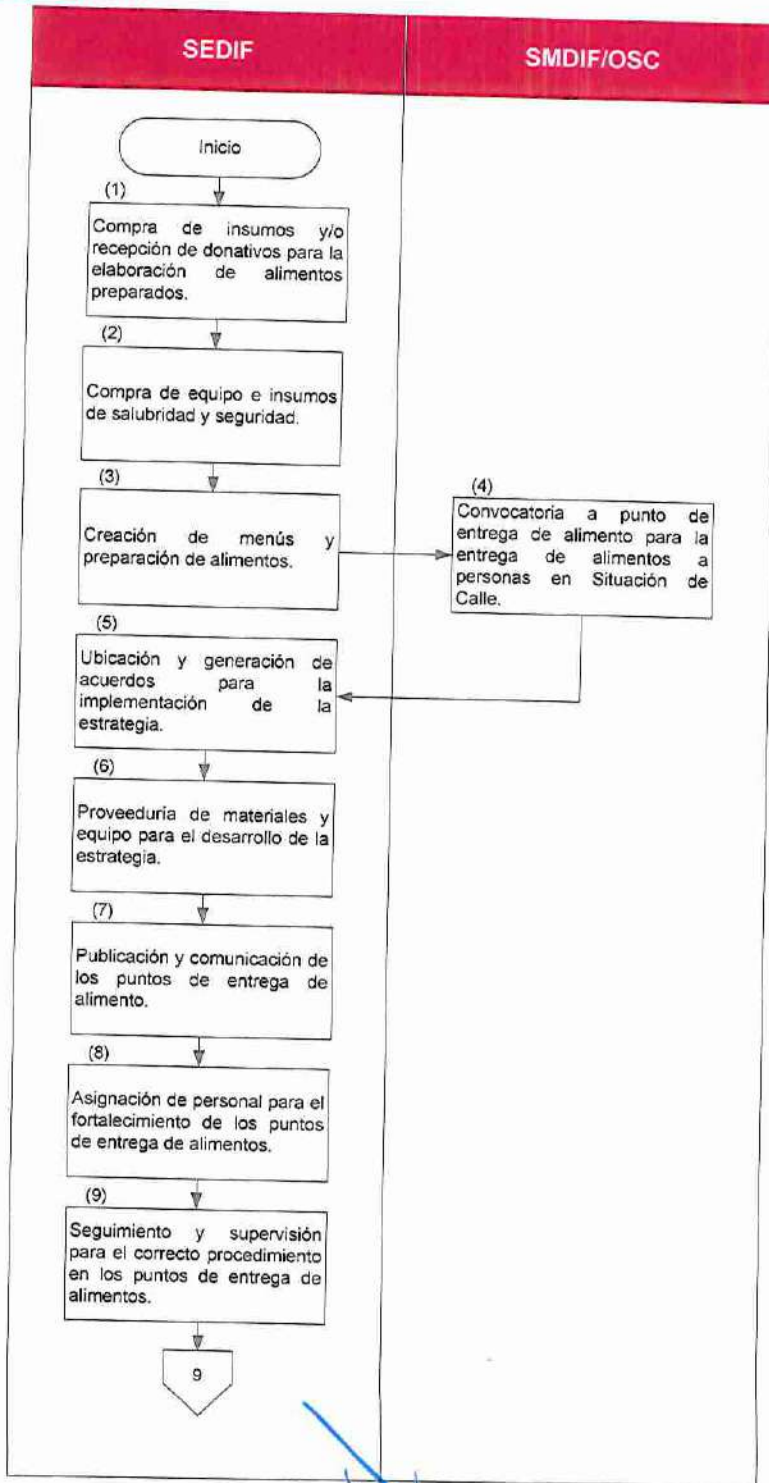 SEDIF
SMDIF/OSC
Inicio
(1)
Compra de insumos y/o
recepción de donativos para la
elaboración de alimentos
preparados.
(2)
Compra de equipo e insumos
de salubridad y seguridad.
(3)
Creación de menús y
preparación de alimentos.
(4)
Convocatoria a punto de
entrega de alimento para la
entrega de alimentos a
personas en Situación de
Calle.
(5)
Ubicación y generación de
acuerdos para la
implementación de la
estrategia.
(6)
Proveeduría de materiales y
equipo para el desarrollo de la
estrategia.
(7)
Publicación y comunicación de
los puntos de entrega de
alimento.
(8)
Asignación de personal para el
fortalecimiento de los puntos
de entrega de alimentos.
(9)
Seguimiento y supervisión
para el correcto procedimiento
en los puntos de entrega de
alimentos.
9